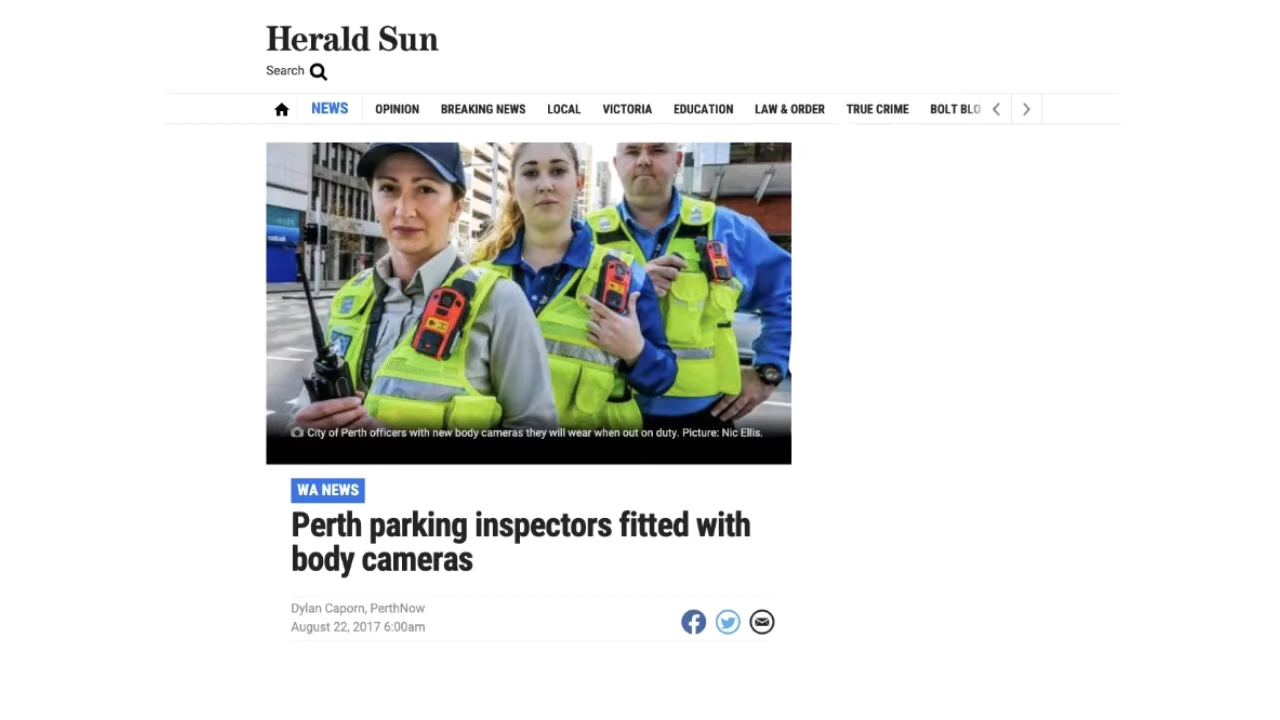 Herald Sun
Search
NEWS OPINION BREAKING NEWS LOCAL VICTORIA EDUCATION LAW & ORDER TRUE CRIME BOLT BLO
City of Perth officers with new body cameras they will wear when out on duty. Picture: Nic Ellis.
WA NEWS
Perth parking inspectors fitted with
body cameras
Dylan Caporn, PerthNow
August 22, 2017 6:00am